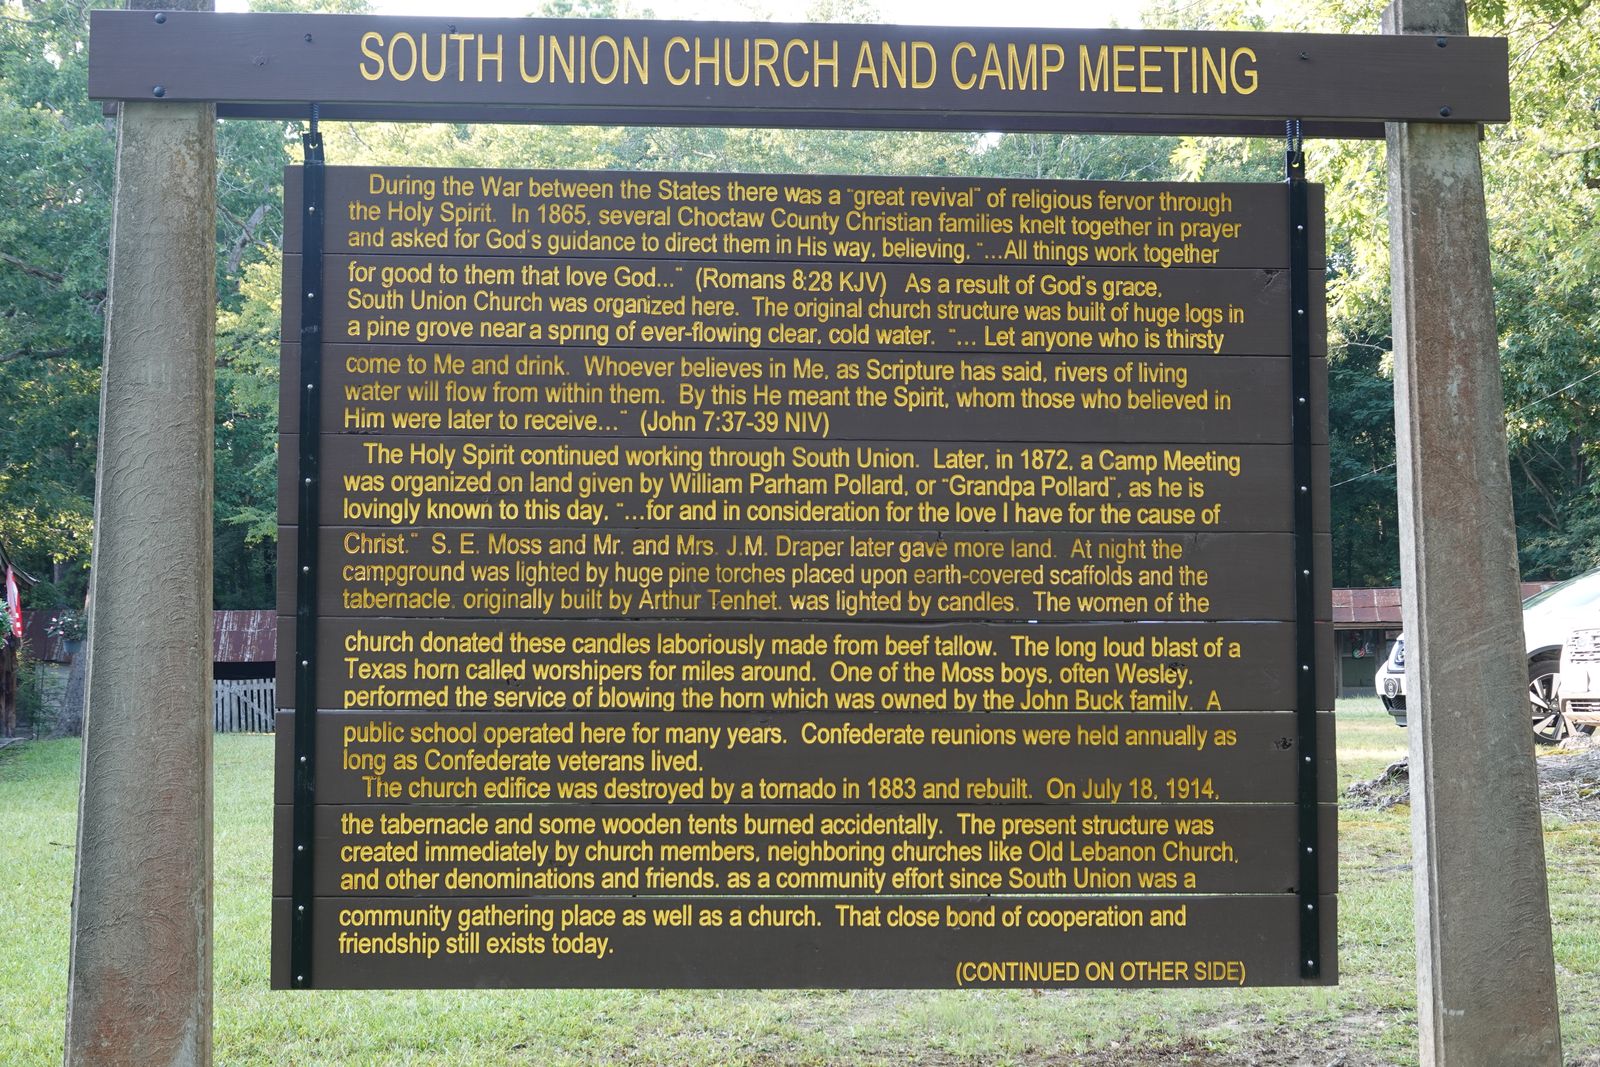 SOUTH UNION CHURCH AND CAMP MEETING
During the War between the States there was a "great revival" of religious fervor through
the Holy Spirit. In 1865, several Choctaw County Christian families knelt together in prayer
and asked for God's guidance to direct them in His way, believing, "...All things work together
for good to them that love God..." (Romans 8:28 KJV) As a result of God's grace,
South Union Church was organized here. The original church structure was built of huge logs in
a pine grove near a spring of ever-flowing clear, cold water. "... Let anyone who is thirsty
come to Me and drink. Whoever believes in Me, as Scripture has said, rivers of living
water will flow from within them. By this He meant the Spirit, whom those who believed in
Him were later to receive..." (John 7:37-39 NIV)
The Holy Spirit continued working through South Union. Later, in 1872, a Camp Meeting
was organized on land given by William Parham Pollard, or "Grandpa Pollard", as he is
lovingly known to this day, "...for and in consideration for the love I have for the cause of
Christ." S. E. Moss and Mr. and Mrs. J.M. Draper later gave more land. At night the
campground was lighted by huge pine torches placed upon earth-covered scaffolds and the
tabernacle, originally built by Arthur Tenhet, was lighted by candles. The women of the
church donated these candles laboriously made from beef tallow. The long loud blast of a
Texas horn called worshipers for miles around. One of the Moss boys, often Wesley,
performed the service of blowing the horn which was owned by the John Buck family. A
public school operated here for many years. Confederate reunions were held annually as
long as Confederate veterans lived.
The church edifice was destroyed by a tornado in 1883 and rebuilt. On July 18, 1914,
the tabernacle and some wooden tents burned accidentally. The present structure was
created immediately by church members, neighboring churches like Old Lebanon Church,
and other denominations and friends, as a community effort since South Union was a
community gathering place as well as a church. That close bond of cooperation and
friendship still exists today.
(CONTINUED ON OTHER SIDE)